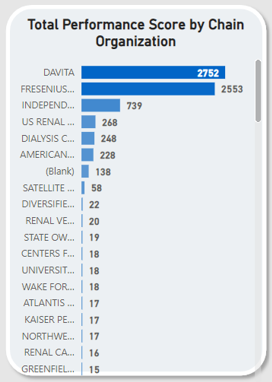 Total Performance Score by Chain
Organization
DAVITA 2752
FRESENIUS... 2553
INDEPEND... 739
US RENAL ... 268
DIALYSIS C... 248
AMERICAN... 228
(Blank) 138
SATELLITE ... 58
DIVERSIFIE... 22
RENAL VE... 20
STATE OW... 19
CENTERS F... 18
UNIVERSIT... 18
WAKE FOR... 18
ATLANTIS ... 17
KAISER PE... 17
NORTHWE... 17
RENAL CA... 16
GREENFIEL... 15